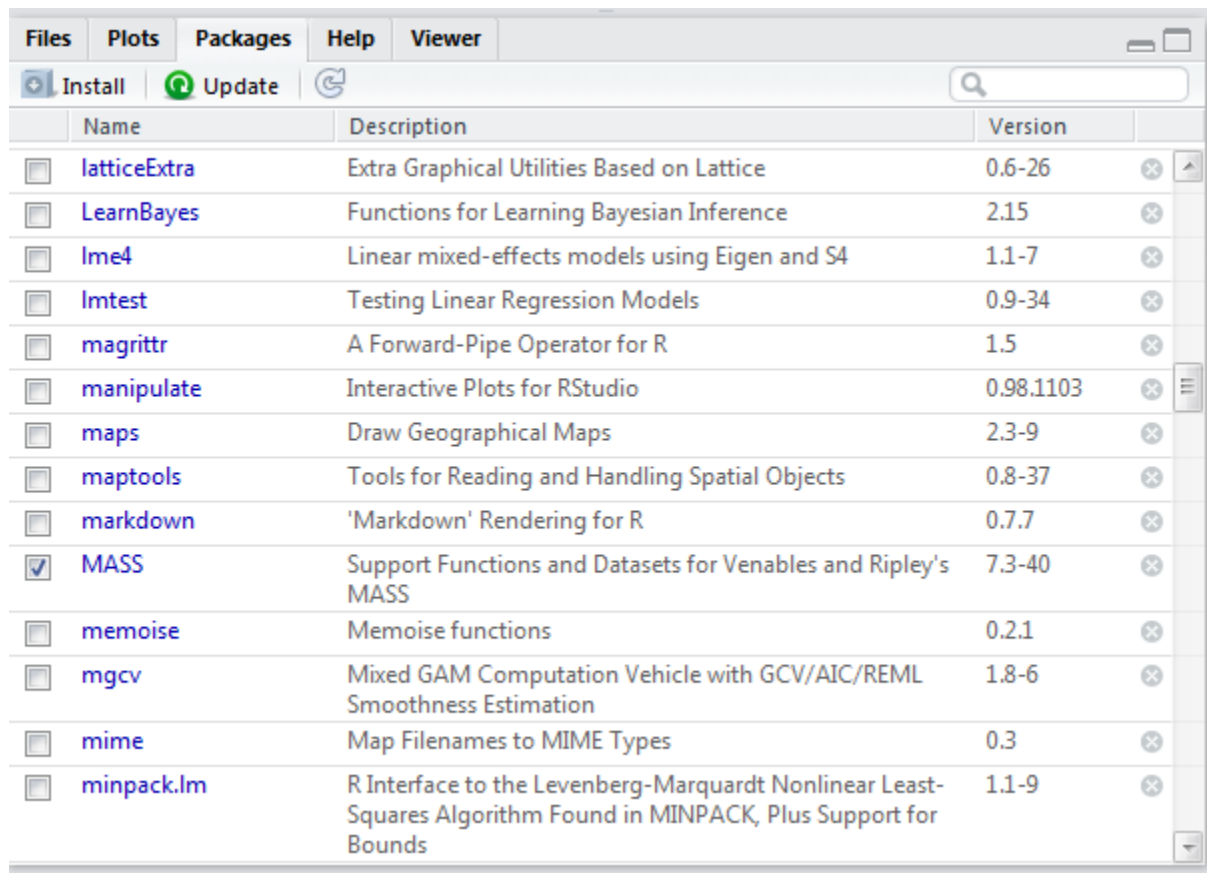 Files Plots Packages Help Viewer
Install Update
Name Description Version
latticeExtra Extra Graphical Utilities Based on Lattice 0.6-26
LearnBayes Functions for Learning Bayesian Inference 2.15
lme4 Linear mixed-effects models using Eigen and S4 1.1-7
lmtest Testing Linear Regression Models 0.9-34
magrittr A Forward-Pipe Operator for R 1.5
manipulate Interactive Plots for RStudio 0.98.1103
maps Draw Geographical Maps 2.3-9
maptools Tools for Reading and Handling Spatial Objects 0.8-37
markdown 'Markdown' Rendering for R 0.7.7
MASS Support Functions and Datasets for Venables and Ripley's 7.3-40
MASS
memoise Memoise functions 0.2.1
mgcv Mixed GAM Computation Vehicle with GCV/AIC/REML 1.8-6
Smoothness Estimation
mime Map Filenames to MIME Types 0.3
minpack.lm R Interface to the Levenberg-Marquardt Nonlinear Least- 1.1-9
Squares Algorithm Found in MINPACK, Plus Support for
Bounds